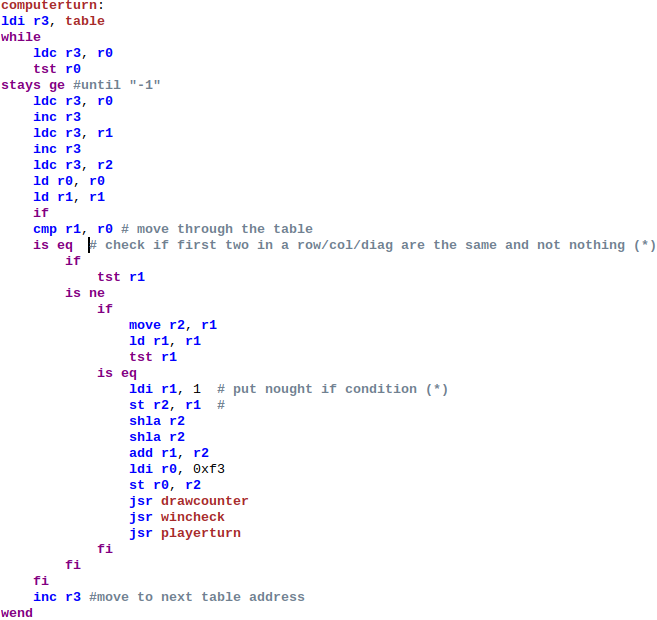 computerturn:
ldi r3, table
while
    ldc r3, r0
    tst r0
stays ge #until "-1"
    ldc r3, r0
    inc r3
    ldc r3, r1
    inc r3
    ldc r3, r2
    ld r0, r0
    ld r1, r1
    if
    cmp r1, r0 # move through the table
    is eq  # check if first two in a row/col/diag are the same and not nothing (*)
        if
            tst r1
        is ne
            if
                move r2, r1
                ld r1, r1
                tst r1
            is eq
                ldi r1, 1  # put nought if condition (*)
                st r2, r1  #
                shla r2
                shla r2
                add r1, r2
                ldi r0, 0xf3
                st r0, r2
                jsr drawcounter
                jsr wincheck
                jsr playerturn
            fi
        fi
    fi
    inc r3 #move to next table address
wend